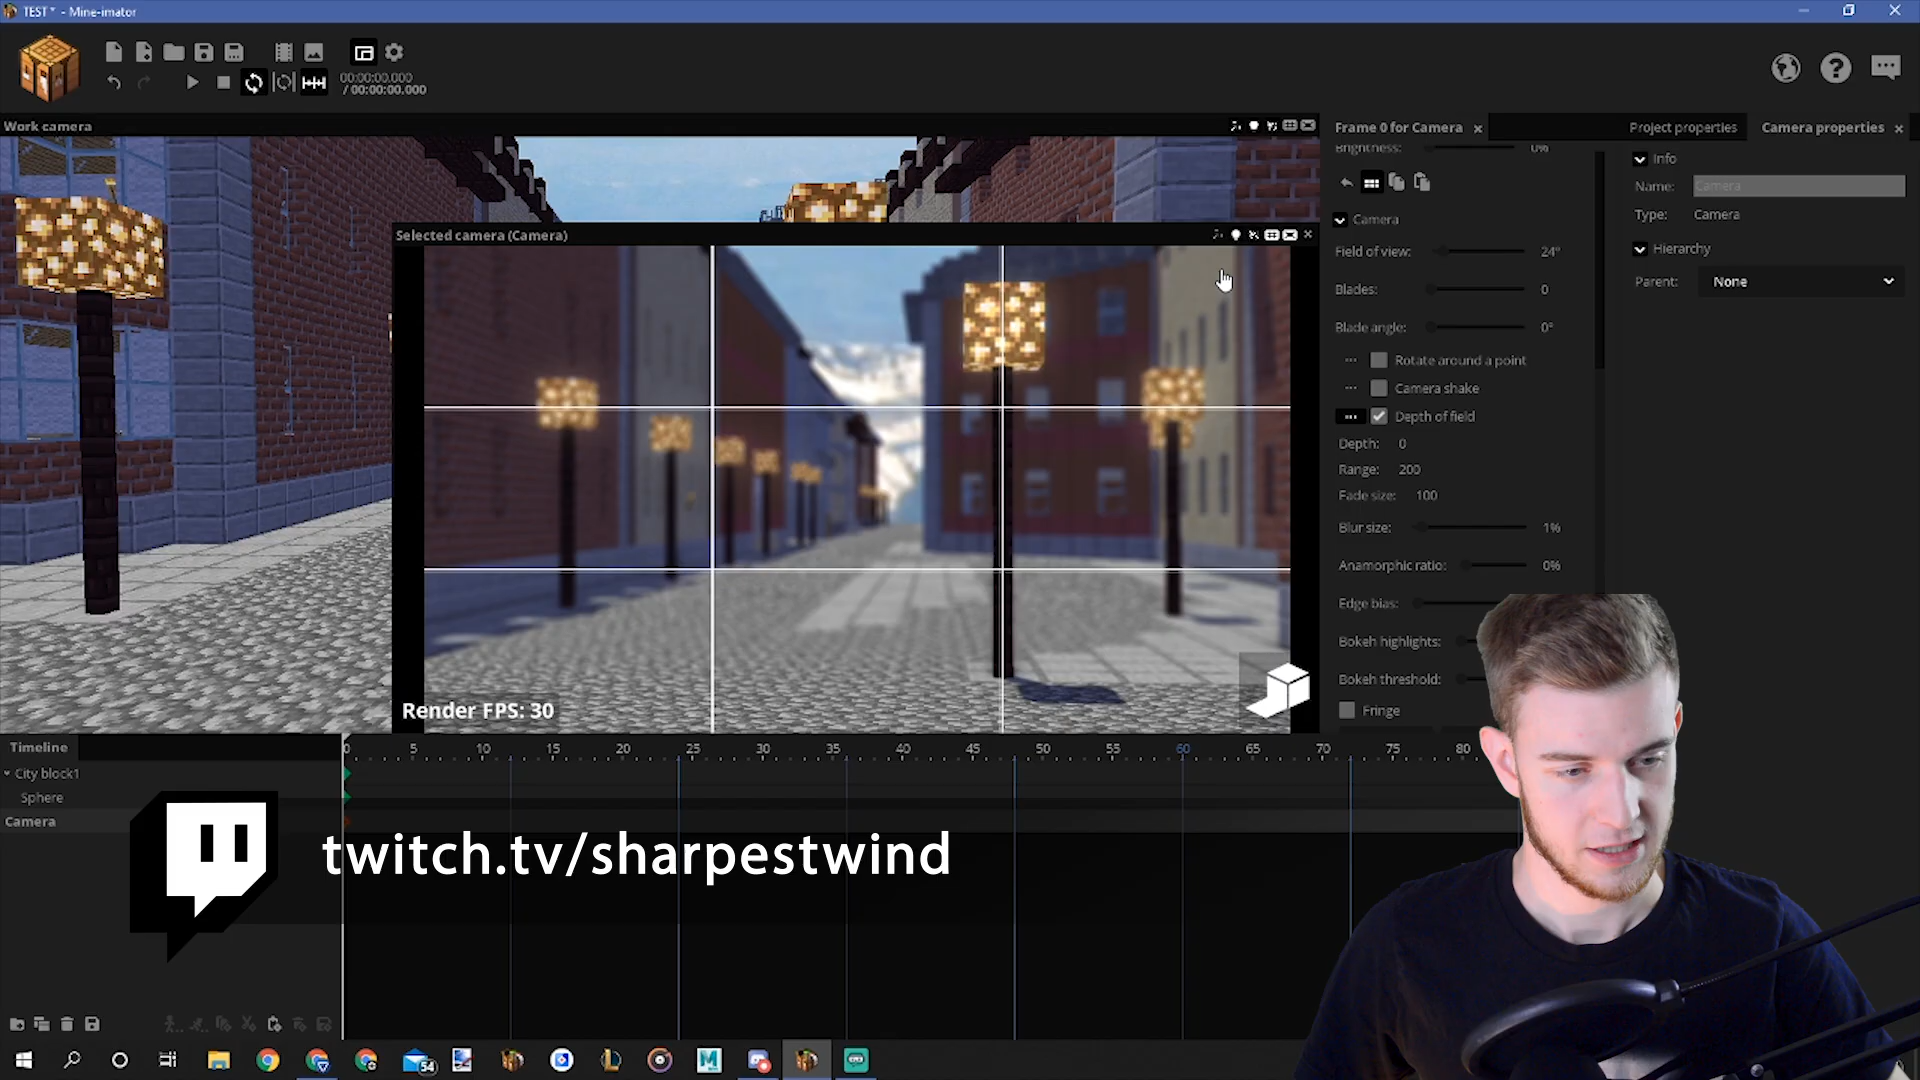 TEST* - Mine-imator
00:00:00.000
/ 00:00:00.000
Work camera
Selected camera (Camera)
Render FPS: 30
Frame 0 for Camera
Brightness: 0%
Camera
Field of view: 24°
Blades: 0
Blade angle: 0°
Rotate around a point
Camera shake
Depth of field
Depth: 0
Range: 200
Fade size: 100
Blur size: 1%
Anamorphic ratio: 0%
Edge bias:
Bokeh highlights:
Bokeh threshold:
Fringe
Project properties
Camera properties
Info
Name: Camera
Type: Camera
Hierarchy
Parent: None
Timeline
0 5 10 15 20 25 30 35 40 45 50 55 60 65 70 75 80
City block1
Sphere
Camera
twitch.tv/sharpestwind
54